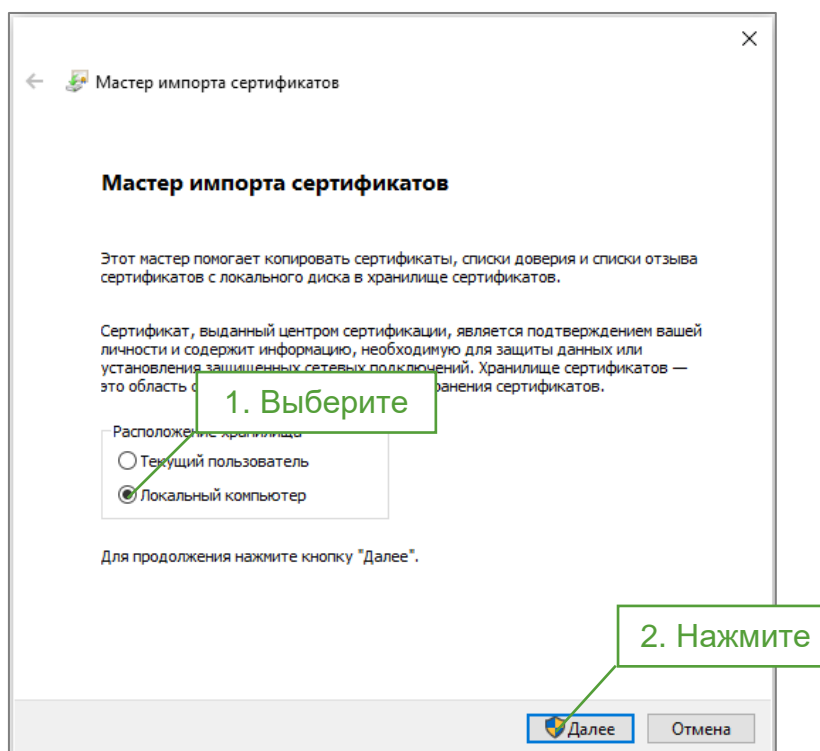 Мастер импорта сертификатов
Мастер импорта сертификатов
Этот мастер помогает копировать сертификаты, списки доверия и списки отзыва
сертификатов с локального диска в хранилище сертификатов.
Сертификат, выданный центром сертификации, является подтверждением вашей
личности и содержит информацию, необходимую для защиты данных или
установления защищенных сетевых подключений. Хранилище сертификатов —
это область сертификатов.
1. Выберите
Расположение хранилища
Текущий пользователь
Локальный компьютер
Для продолжения нажмите кнопку "Далее".
2. Нажмите
Далее
Отмена